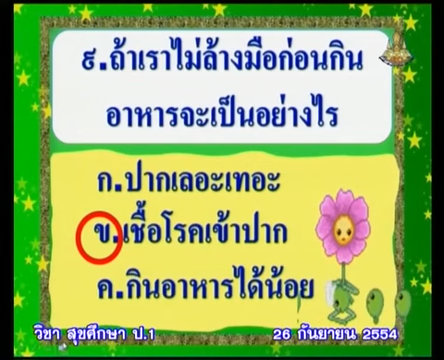 ๙.ถ้าเราไม่ล้างมือก่อนกิน
อาหารจะเป็นอย่างไร
ก.ปากเลอะเทอะ
ข.เชื้อโรคเข้าปาก
ค.กินอาหารได้น้อย
วิชา สุขศึกษา ป.1
26 กันยายน 2554